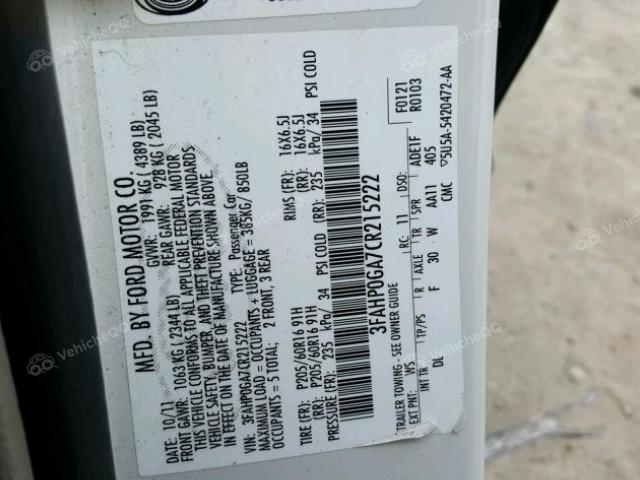 MFD. BY FORD MOTOR CO.
DATE: 10/11 GVWR: 1991 KG ( 4389 LB)
FRONT GAWR: 1063 KG ( 2344 LB) REAR GAWR: 928 KG ( 2045 LB)
THIS VEHICLE CONFORMS TO ALL APPLICABLE FEDERAL MOTOR
VEHICLE SAFETY, BUMPER, AND THEFT PREVENTION STANDARDS
IN EFFECT ON THE DATE OF MANUFACTURE SHOWN ABOVE.
VIN: 3FAHP0GA7CR215222 TYPE: Passenger Car
MAXIMUM LOAD = OCCUPANTS + LUGGAGE = 385KG/ 850LB
OCCUPANTS = 5 TOTAL; 2 FRONT, 3 REAR
TIRE (FR): P205/60R16 91H RIMS (FR): 16X6.5J
(RR): P205/60R16 91H (RR): 16X6.5J
PRESSURE (FR): 235 kPa/ 34 PSI COLD (RR): 235 kPa/ 34 PSI COLD
3FAHP0GA7CR215222
F0121
R0103
TRAILER TOWING - SEE OWNER GUIDE
EXT PNT: WS RC: 11 DSO: ADE1F
INT TR TP/PS R AXLE TR SPR 405
DL F 30 W AA11
CMC ▽5U5A-5420472-AA
VehicleQQ